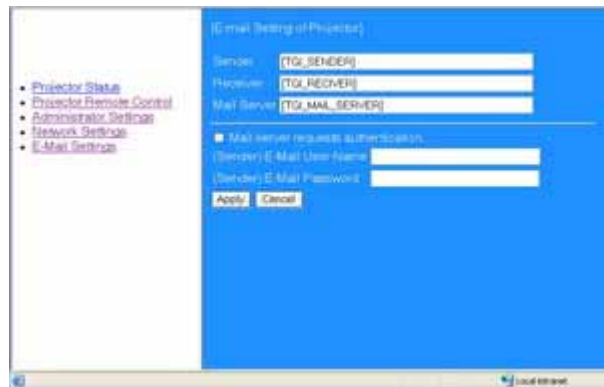 Projector Status
Projector Remote Control
Administrator Settings
Network Settings
E-Mail Settings
[E-mail Setting of Projector]
Sender [TGI_SENDER]
Receiver [TGI_RECIVER]
Mail Server [TGI_MAIL_SERVER]
Mail server requests authentication.
(Sender) E-Mail User Name
(Sender) E-Mail Password
Apply Cancel
Local intranet